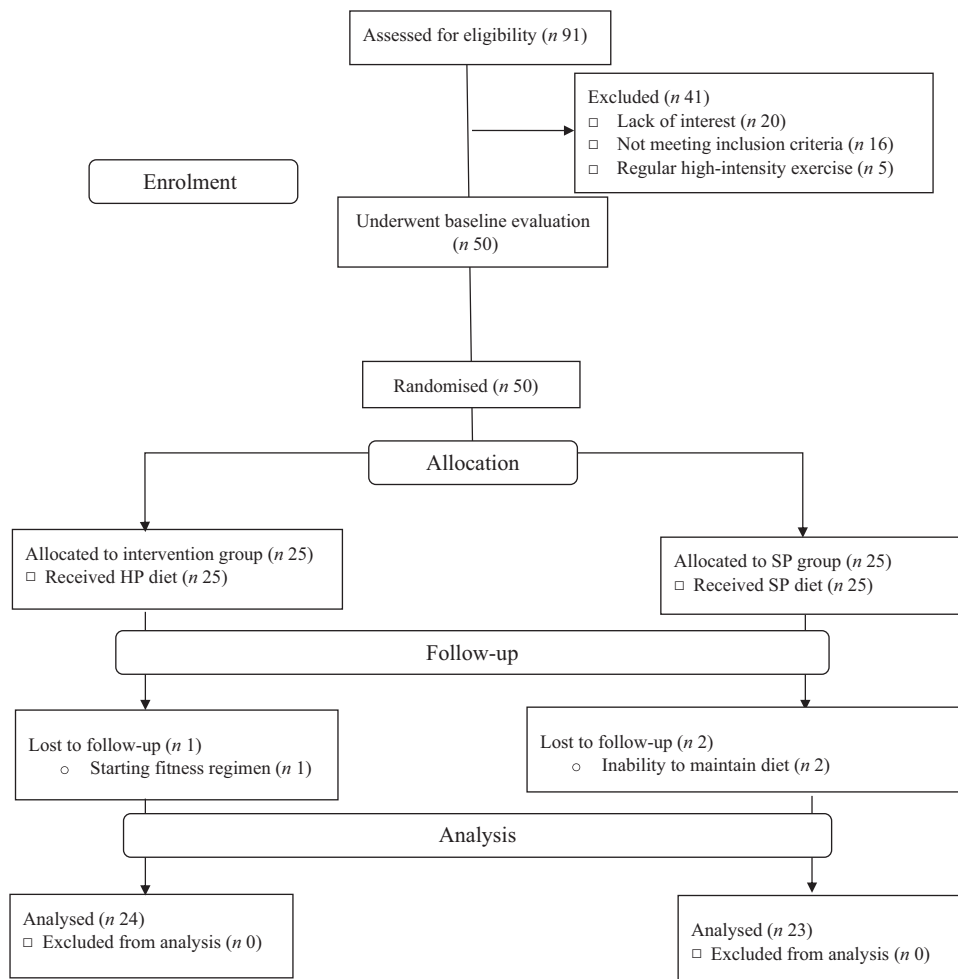 Assessed for eligibility (n 91)
Excluded (n 41)
□ Lack of interest (n 20)
□ Not meeting inclusion criteria (n 16)
□ Regular high-intensity exercise (n 5)
Enrolment
Underwent baseline evaluation
(n 50)
Randomised (n 50)
Allocation
Allocated to intervention group (n 25)
□ Received HP diet (n 25)
Allocated to SP group (n 25)
□ Received SP diet (n 25)
Follow-up
Lost to follow-up (n 1)
○ Starting fitness regimen (n 1)
Lost to follow-up (n 2)
○ Inability to maintain diet (n 2)
Analysis
Analysed (n 24)
□ Excluded from analysis (n 0)
Analysed (n 23)
□ Excluded from analysis (n 0)